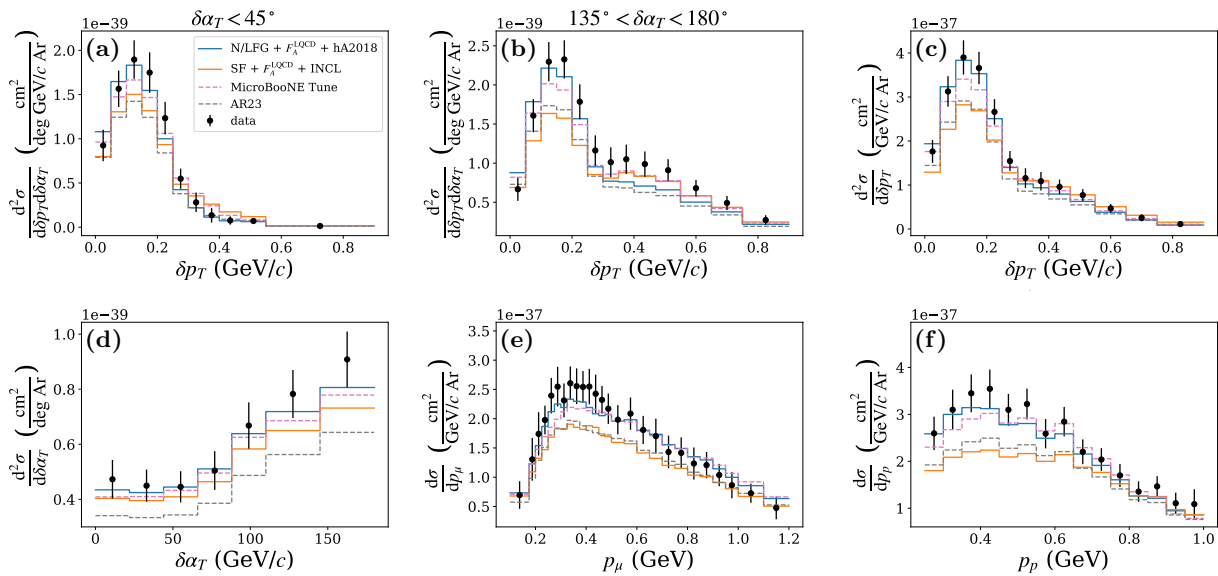 δα_T < 45°
135° < δα_T < 180°
1e−39
(a)
N/LFG + F_A^LQCD + hA2018
SF + F_A^LQCD + INCL
MicroBooNE Tune
AR23
data
d²σ/dδp_Tdδα_T (cm²/deg GeV/c Ar)
2.0
1.5
1.0
0.5
0.0
0.0 0.2 0.4 0.6 0.8
δp_T (GeV/c)
1e−39
(b)
d²σ/dδp_Tdδα_T (cm²/deg GeV/c Ar)
2.5
2.0
1.5
1.0
0.5
0.0 0.2 0.4 0.6 0.8
δp_T (GeV/c)
1e−37
(c)
d²σ/dδp_T (cm²/GeV/c Ar)
4
3
2
1
0
0.0 0.2 0.4 0.6 0.8
δp_T (GeV/c)
1e−39
(d)
d²σ/dδα_T (cm²/deg Ar)
1.0
0.8
0.6
0.4
0 50 100 150
δα_T (GeV/c)
1e−37
(e)
dσ/dp_μ (cm²/GeV/c Ar)
3.5
3.0
2.5
2.0
1.5
1.0
0.5
0.2 0.4 0.6 0.8 1.0 1.2
p_μ (GeV)
1e−37
(f)
dσ/dp_p (cm²/GeV/c Ar)
4
3
2
1
0.4 0.6 0.8 1.0
p_p (GeV)